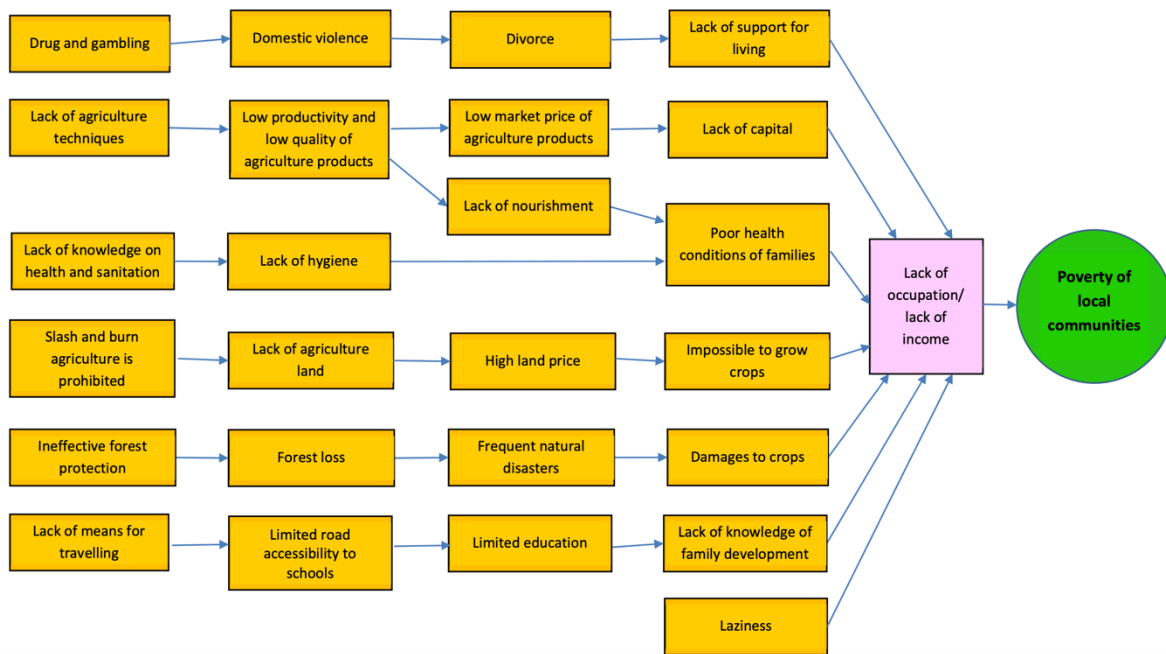 Drug and gambling
Domestic violence
Divorce
Lack of support for
living
Lack of agriculture
techniques
Low productivity and
low quality of
agriculture products
Low market price of
agriculture products
Lack of capital
Lack of nourishment
Lack of knowledge on
health and sanitation
Lack of hygiene
Poor health
conditions of families
Slash and burn
agriculture is
prohibited
Lack of agriculture
land
High land price
Impossible to grow
crops
Ineffective forest
protection
Forest loss
Frequent natural
disasters
Damages to crops
Lack of means for
travelling
Limited road
accessibility to
schools
Limited education
Lack of knowledge of
family development
Laziness
Lack of
occupation/
lack of
income
Poverty of
local
communities